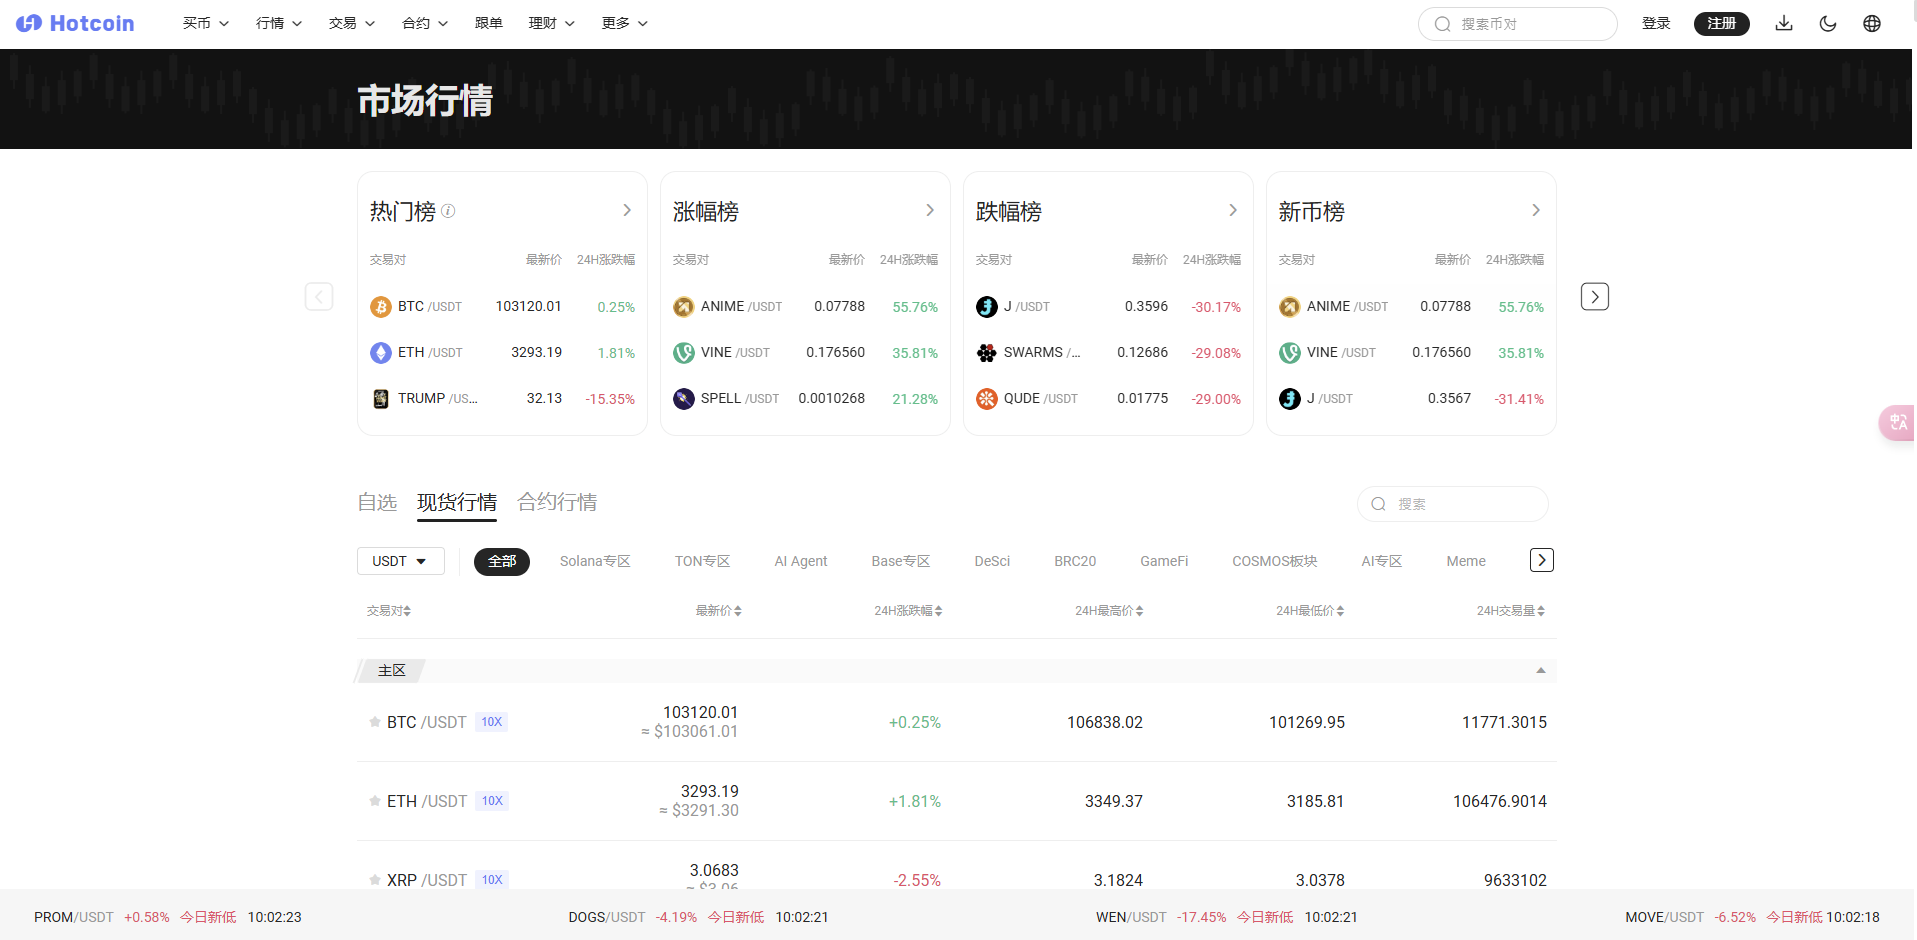 Hotcoin 买币 行情 交易 合约 跟单 理财 更多 搜索币对 登录 注册
市场行情
热门榜 涨幅榜 跌幅榜 新币榜
交易对 最新价 24H涨跌幅 交易对 最新价 24H涨跌幅 交易对 最新价 24H涨跌幅 交易对 最新价 24H涨跌幅
BTC /USDT 103120.01 0.25% ANIME /USDT 0.07788 55.76% J /USDT 0.3596 -30.17% ANIME /USDT 0.07788 55.76%
ETH /USDT 3293.19 1.81% VINE /USDT 0.176560 35.81% SWARMS /... 0.12686 -29.08% VINE /USDT 0.176560 35.81%
TRUMP /US... 32.13 -15.35% SPELL /USDT 0.0010268 21.28% QUDE /USDT 0.01775 -29.00% J /USDT 0.3567 -31.41%
自选 现货行情 合约行情 搜索
USDT 全部 Solana专区 TON专区 AI Agent Base专区 DeSci BRC20 GameFi COSMOS板块 AI专区 Meme
交易对 最新价 24H涨跌幅 24H最高价 24H最低价 24H交易量
主区
BTC /USDT 10X 103120.01 +0.25% 106838.02 101269.95 11771.3015
≈ $103061.01
ETH /USDT 10X 3293.19 +1.81% 3349.37 3185.81 106476.9014
≈ $3291.30
XRP /USDT 10X 3.0683 -2.55% 3.1824 3.0378 9633102
≈ $3.06
PROM/USDT +0.58% 今日新低 10:02:23 DOGS/USDT -4.19% 今日新低 10:02:21 WEN/USDT -17.45% 今日新低 10:02:21 MOVE/USDT -6.52% 今日新低 10:02:18